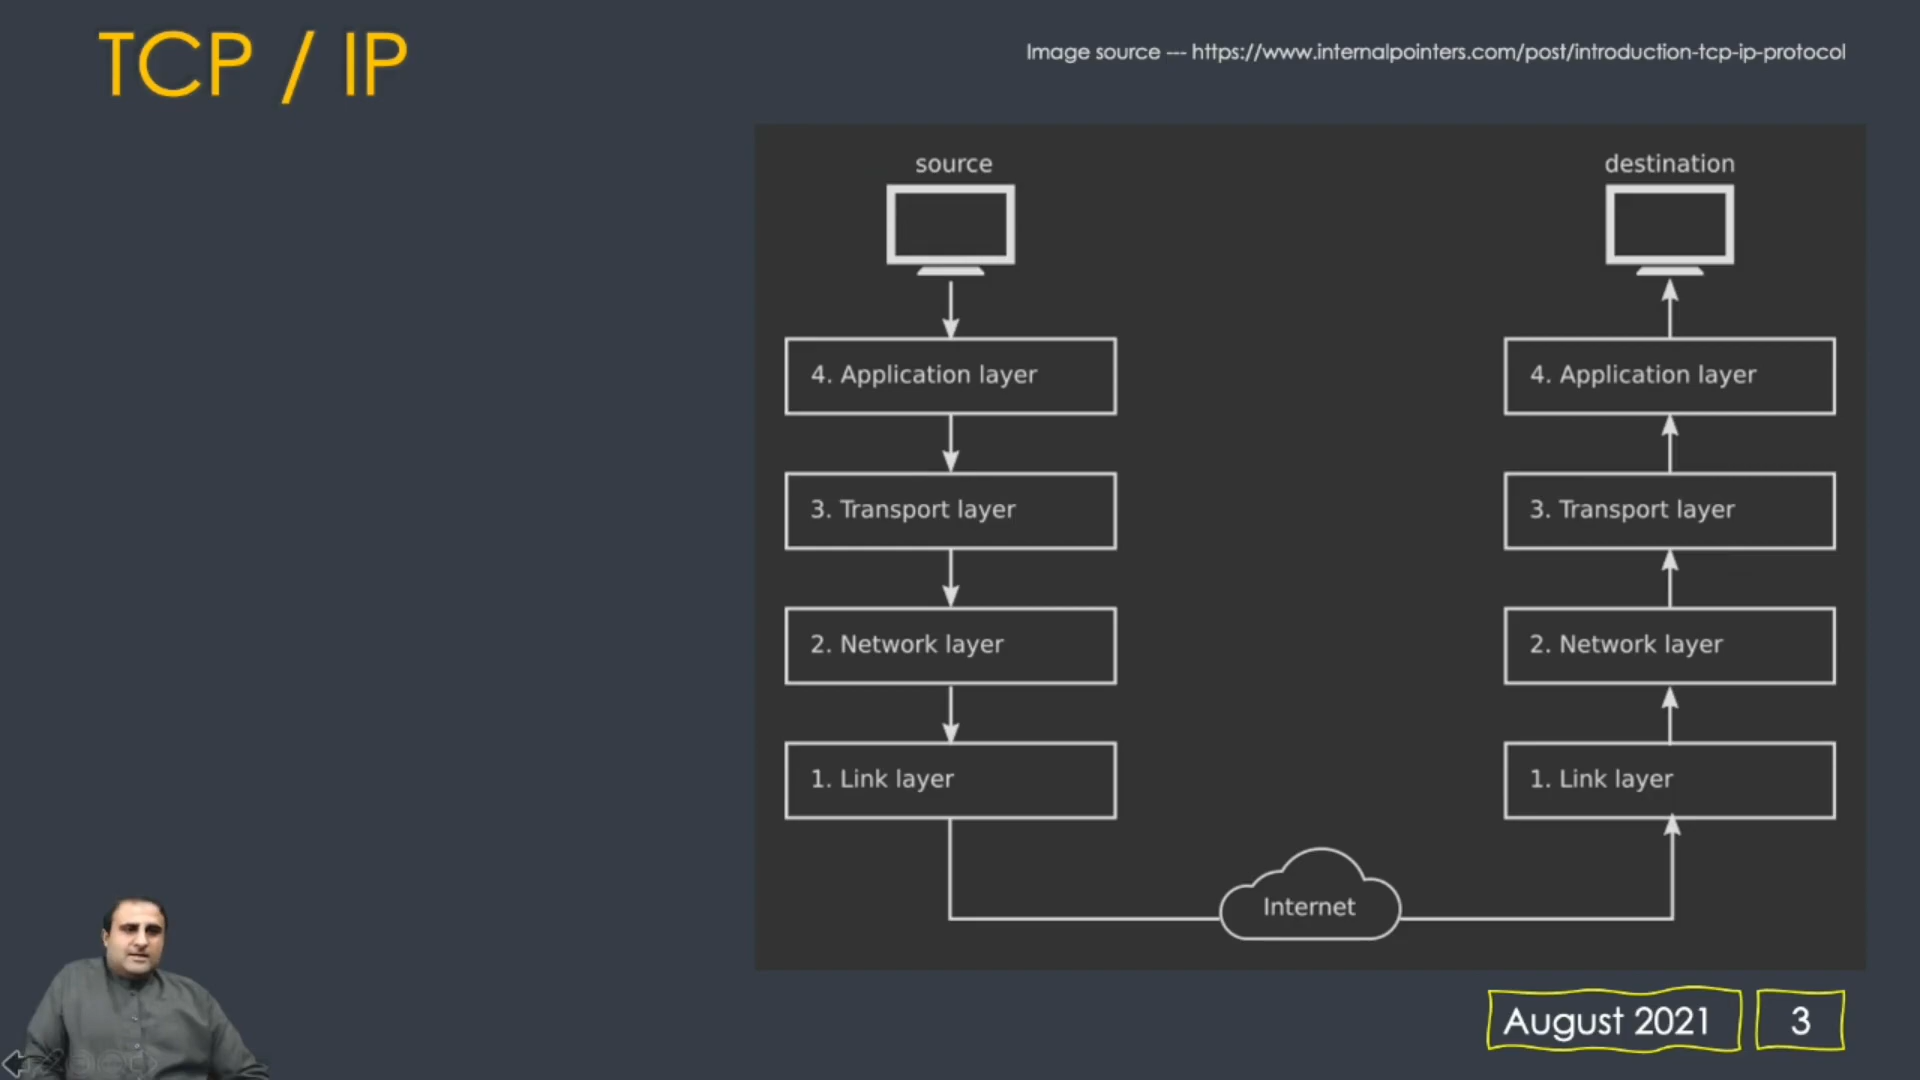 TCP / IP
Image source --- https://www.internalpointers.com/post/introduction-tcp-ip-protocol
source
destination
4. Application layer
4. Application layer
3. Transport layer
3. Transport layer
2. Network layer
2. Network layer
1. Link layer
1. Link layer
Internet
August 2021
3